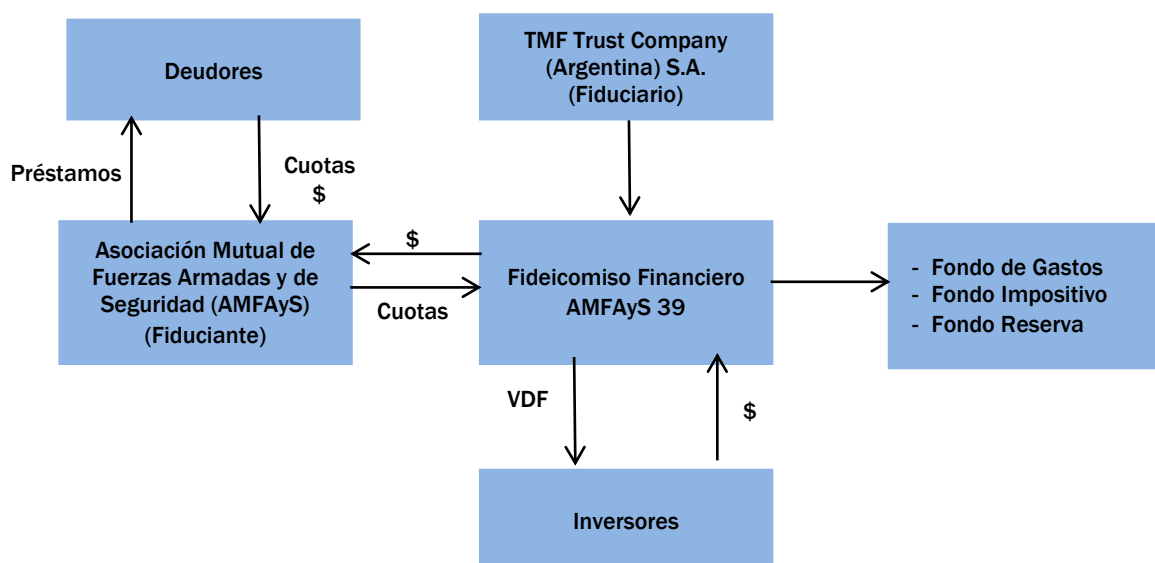 Deudores
TMF Trust Company
(Argentina) S.A.
(Fiduciario)
Préstamos
Cuotas
$
Asociación Mutual de
Fuerzas Armadas y de
Seguridad (AMFAyS)
(Fiduciante)
$
Cuotas
Fideicomiso Financiero
AMFAyS 39
- Fondo de Gastos
- Fondo Impositivo
- Fondo Reserva
VDF
$
Inversores